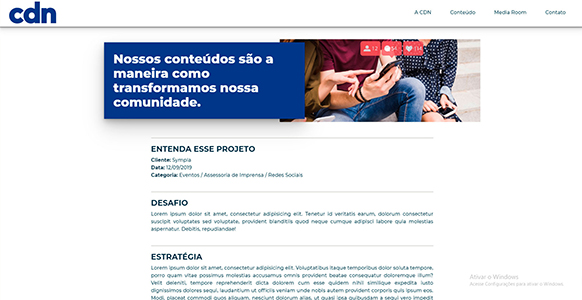 cdn
A CDN Conteúdo Media Room Contato
Nossos conteúdos são a
maneira como
transformamos nossa
comunidade.
ENTENDA ESSE PROJETO
Cliente: Sympla
Data: 12/09/2019
Categoria: Eventos / Assessoria de Imprensa / Redes Sociais
DESAFIO
Lorem ipsum dolor sit amet, consectetur adipisicing elit. Tenetur id veritatis earum, dolorum, consectetur
suscipit voluptates sed voluptate, provident blanditiis quod neque cumque adipisci labore quia molestias
aspernatur. Debitis, repudiandae!
ESTRATÉGIA
Lorem ipsum dolor sit amet, consectetur adipisicing elit. Voluptatibus itaque temporibus dolor soluta tempore,
porro quam vitae possimus molestias accusamus omnis provident beatae consequatur doloremque illum?
Velit deleniti, tempore reprehenderit dicta dolorem cum esse quidem nihil similique expedita iusto
dignissimos dolores sequi, laudantium ut officiis veniam unde nobis autem provident corporis quis ipsum eos.
Modi, placeat commodi quos aliquam, nesciunt dolorum alias, ut quasi ipsa quibusdam a sequi vero impedit
Ativar o Windows
Acesse Configurações para ativar o Windows.